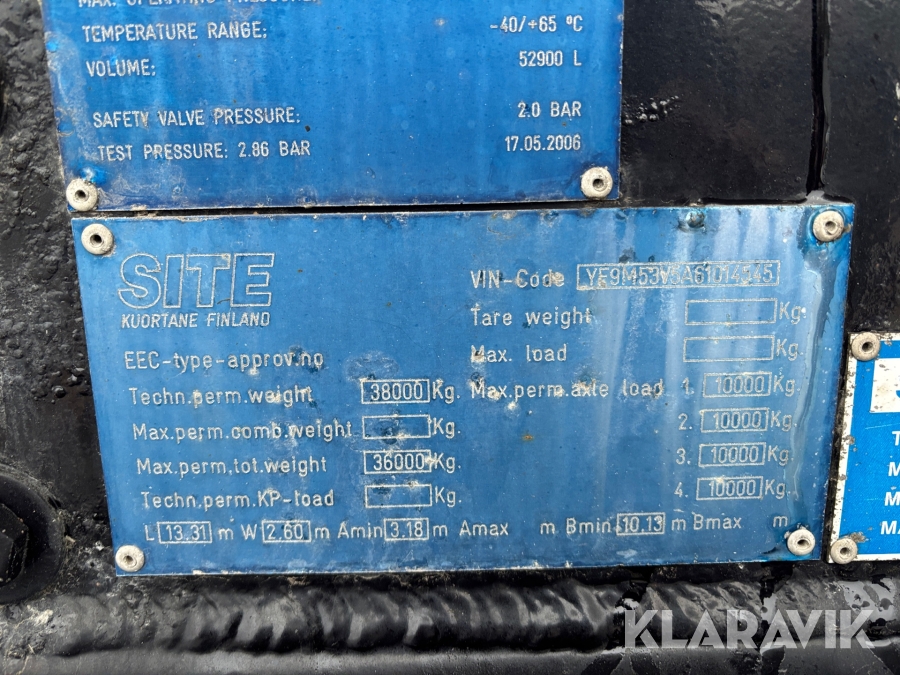 MAX. OPERATING PRESSURE:
TEMPERATURE RANGE: -40/+65 ºC
VOLUME: 52900 L
SAFETY VALVE PRESSURE: 2.0 BAR
TEST PRESSURE: 2.86 BAR 17.05.2006
SITE
KUORTANE FINLAND
VIN-Code
Tare weight Kg.
Max. load Kg.
EEC-type-approv.no
Techn.perm.weight 38000 Kg.
Max.perm.comb.weight Kg.
Max.perm.tot.weight 36000 Kg.
Techn.perm.KP-load Kg.
Max.perm.axle load 1. 10000 Kg.
2. 10000 Kg.
3. 10000 Kg.
4. 10000 Kg.
L 13.31 m W 2.60 m Amin 3.18 m Amax m Bmin 10.13 m Bmax m
KLARAVIK